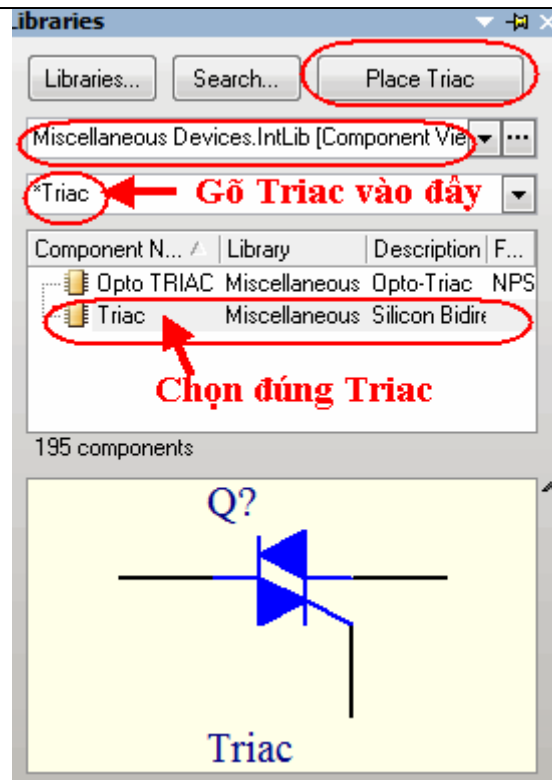 Libraries
Libraries... Search... Place Triac
Miscellaneous Devices.IntLib [Component Vie
*Triac Gõ Triac vào đây
Component N... Library Description F...
Opto TRIAC Miscellaneous Opto-Triac NPS
Triac Miscellaneous Silicon Bidire
Chọn đúng Triac
195 components
Q?
Triac